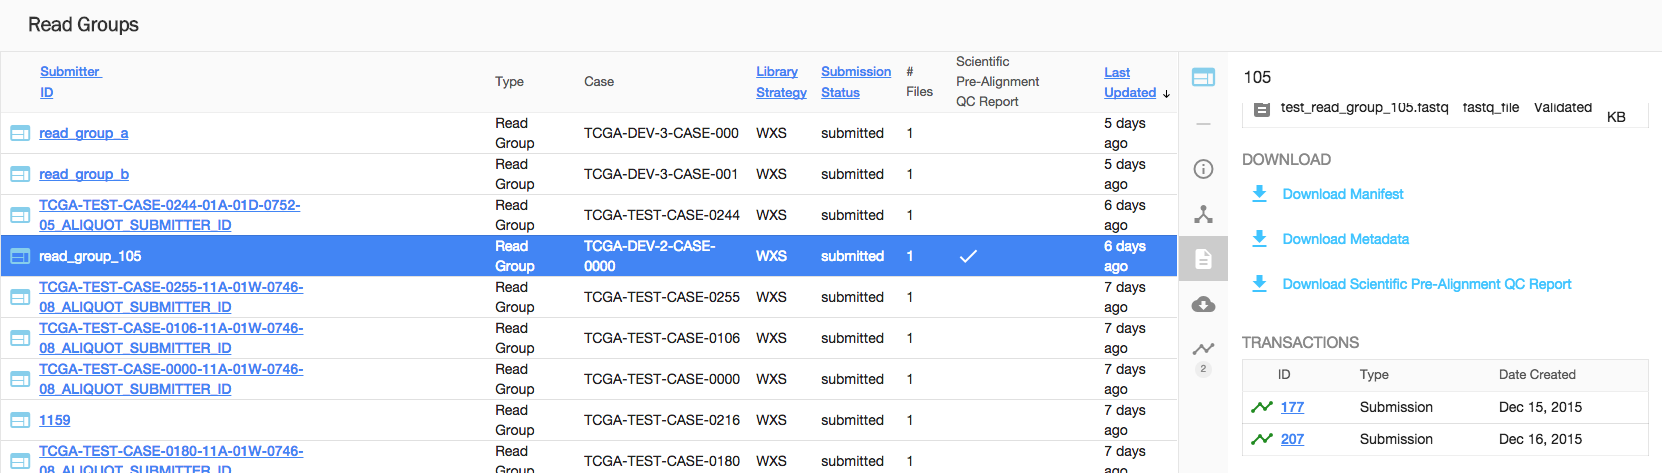 Read Groups
Submitter ID Type Case Library Strategy Submission Status # Files Scientific Pre-Alignment QC Report Last Updated ↓
read_group_a Read Group TCGA-DEV-3-CASE-000 WXS submitted 1 5 days ago
read_group_b Read Group TCGA-DEV-3-CASE-001 WXS submitted 1 5 days ago
TCGA-TEST-CASE-0244-01A-01D-0752-05_ALIQUOT_SUBMITTER_ID Read Group TCGA-TEST-CASE-0244 WXS submitted 1 6 days ago
read_group_105 Read Group TCGA-DEV-2-CASE-0000 WXS submitted 1 6 days ago
TCGA-TEST-CASE-0255-11A-01W-0746-08_ALIQUOT_SUBMITTER_ID Read Group TCGA-TEST-CASE-0255 WXS submitted 1 7 days ago
TCGA-TEST-CASE-0106-11A-01W-0746-08_ALIQUOT_SUBMITTER_ID Read Group TCGA-TEST-CASE-0106 WXS submitted 1 7 days ago
TCGA-TEST-CASE-0000-11A-01W-0746-08_ALIQUOT_SUBMITTER_ID Read Group TCGA-TEST-CASE-0000 WXS submitted 1 7 days ago
1159 Read Group TCGA-TEST-CASE-0216 WXS submitted 1 7 days ago
TCGA-TEST-CASE-0180-11A-01W-0746-08_ALIQUOT_SUBMITTER_ID Read Group TCGA-TEST-CASE-0180 WXS submitted 1 7 days ago
2
105
test_read_group_105.fastq fastq_file Validated KB
DOWNLOAD
Download Manifest
Download Metadata
Download Scientific Pre-Alignment QC Report
TRANSACTIONS
ID Type Date Created
177 Submission Dec 15, 2015
207 Submission Dec 16, 2015